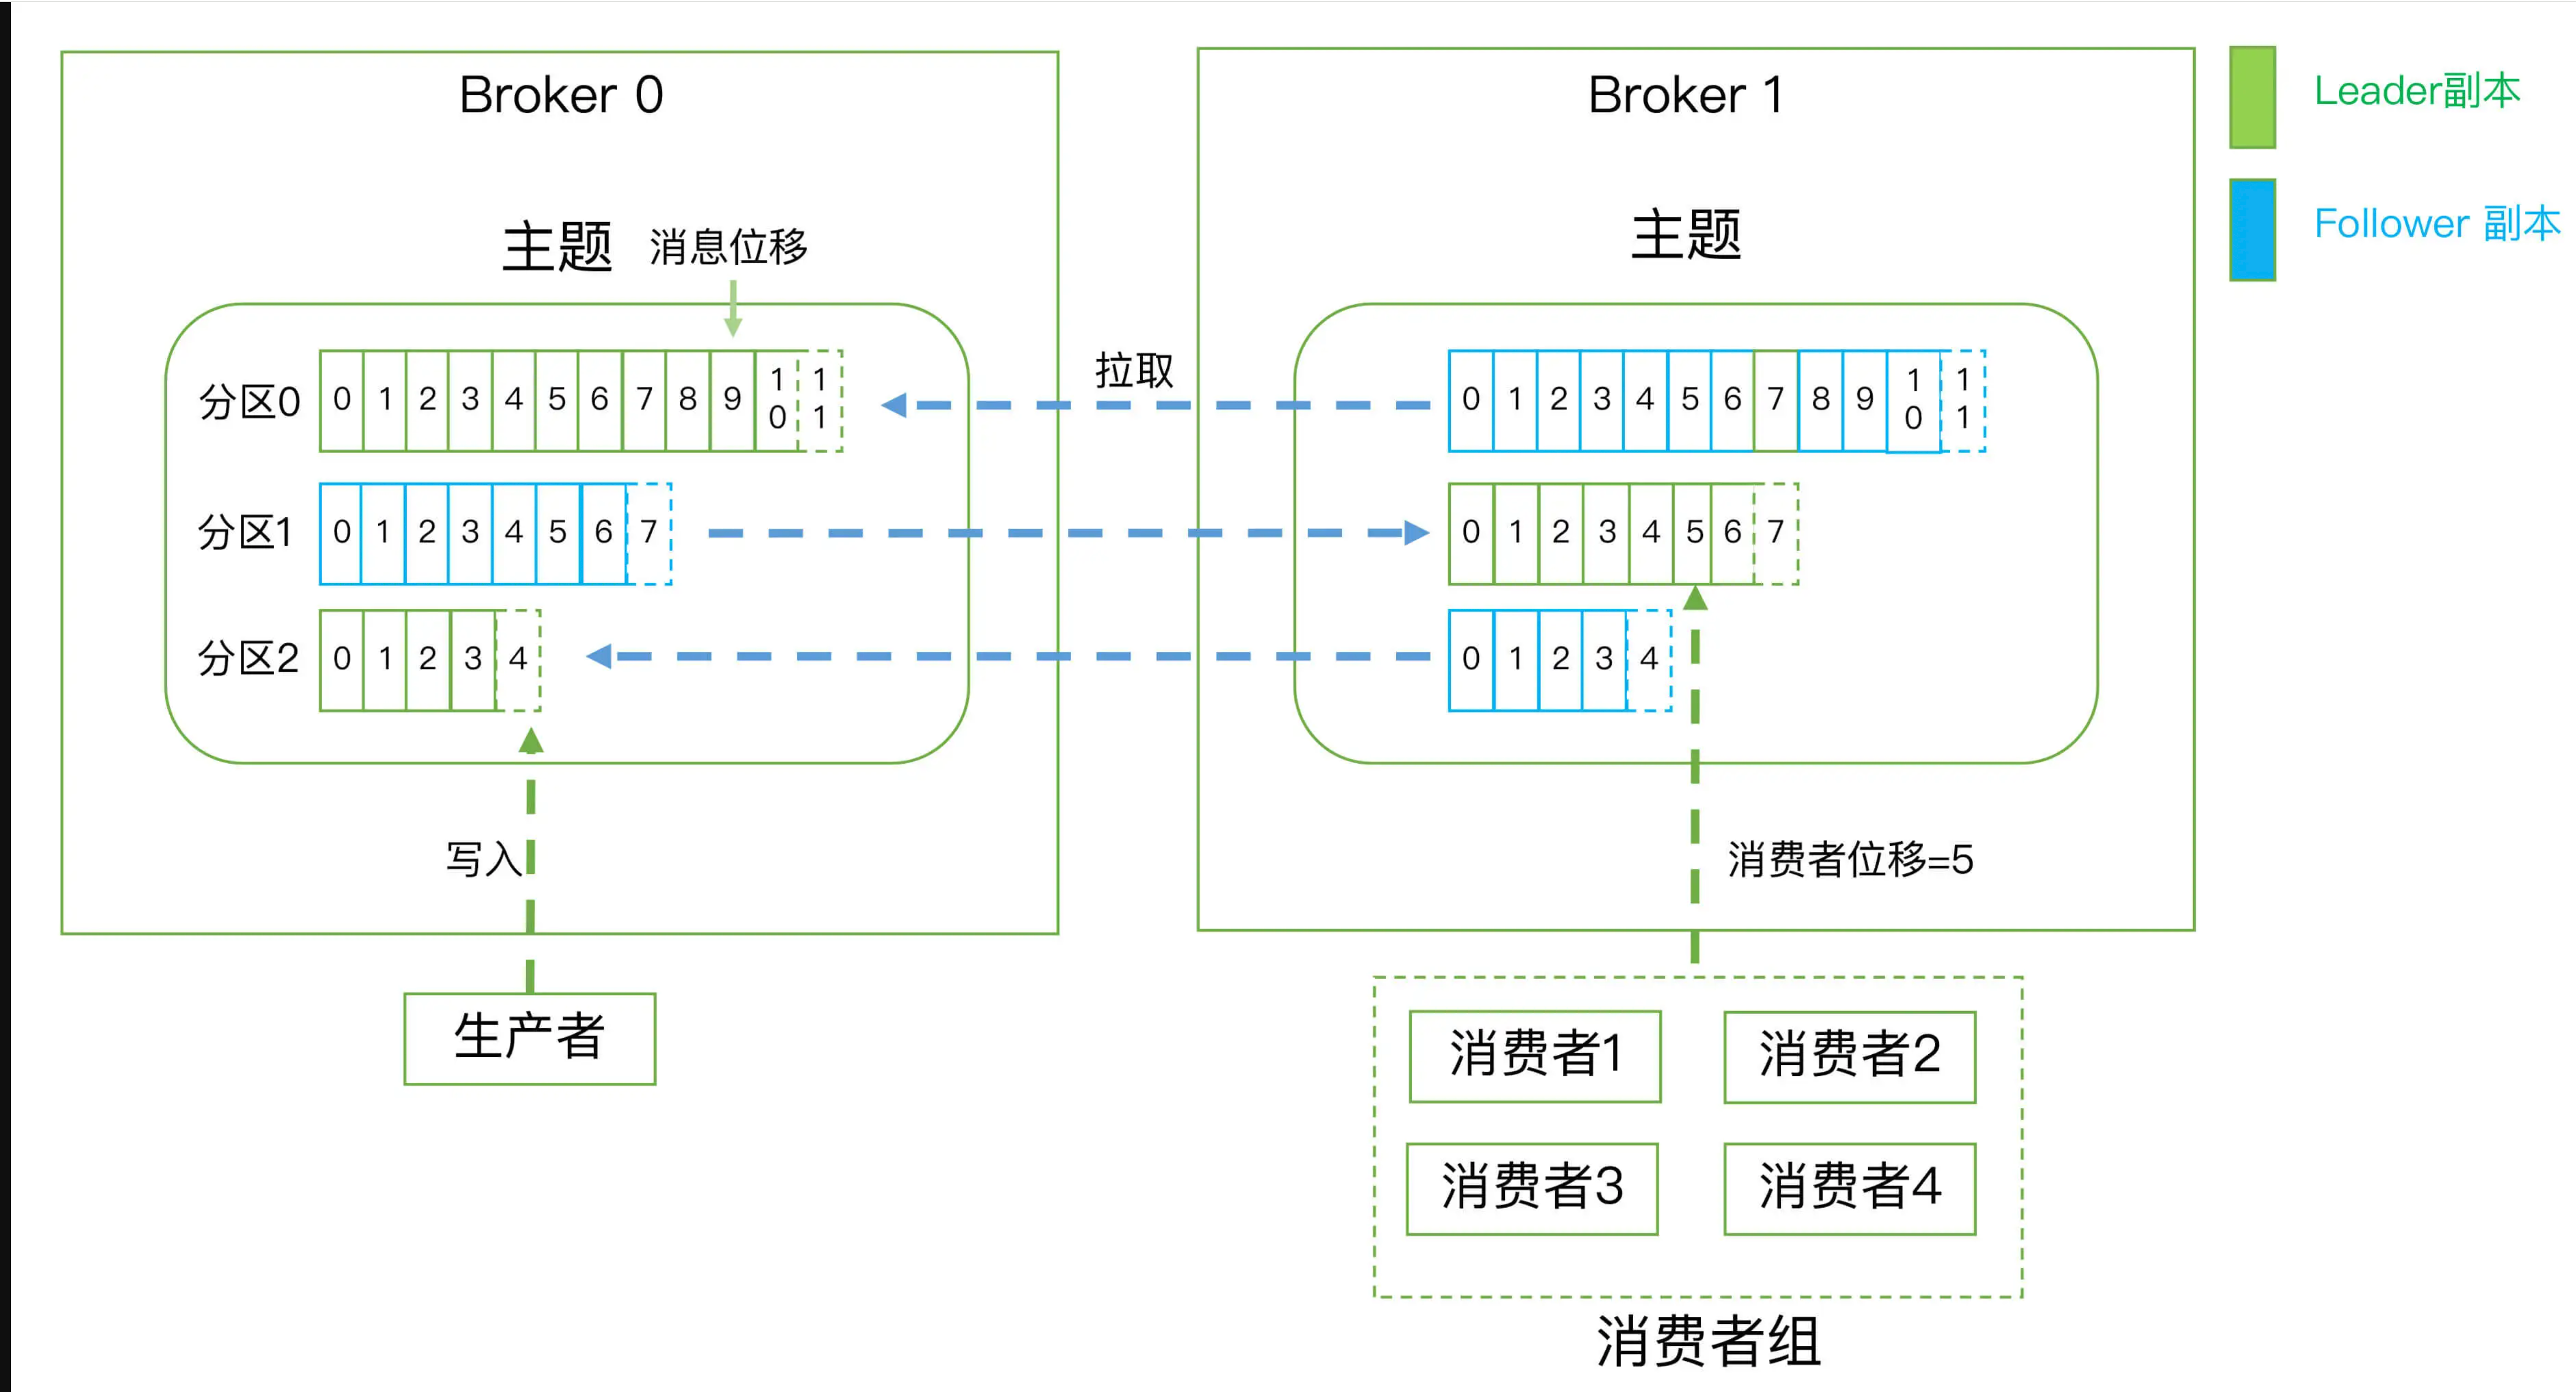 Broker 0
主题 消息位移
分区0 0 1 2 3 4 5 6 7 8 9 10 11
分区1 0 1 2 3 4 5 6 7
分区2 0 1 2 3 4
写入
生产者
拉取
Broker 1
主题
0 1 2 3 4 5 6 7 8 9 10 11
0 1 2 3 4 5 6 7
0 1 2 3 4
消费者位移=5
消费者1 消费者2
消费者3 消费者4
消费者组
Leader副本
Follower 副本